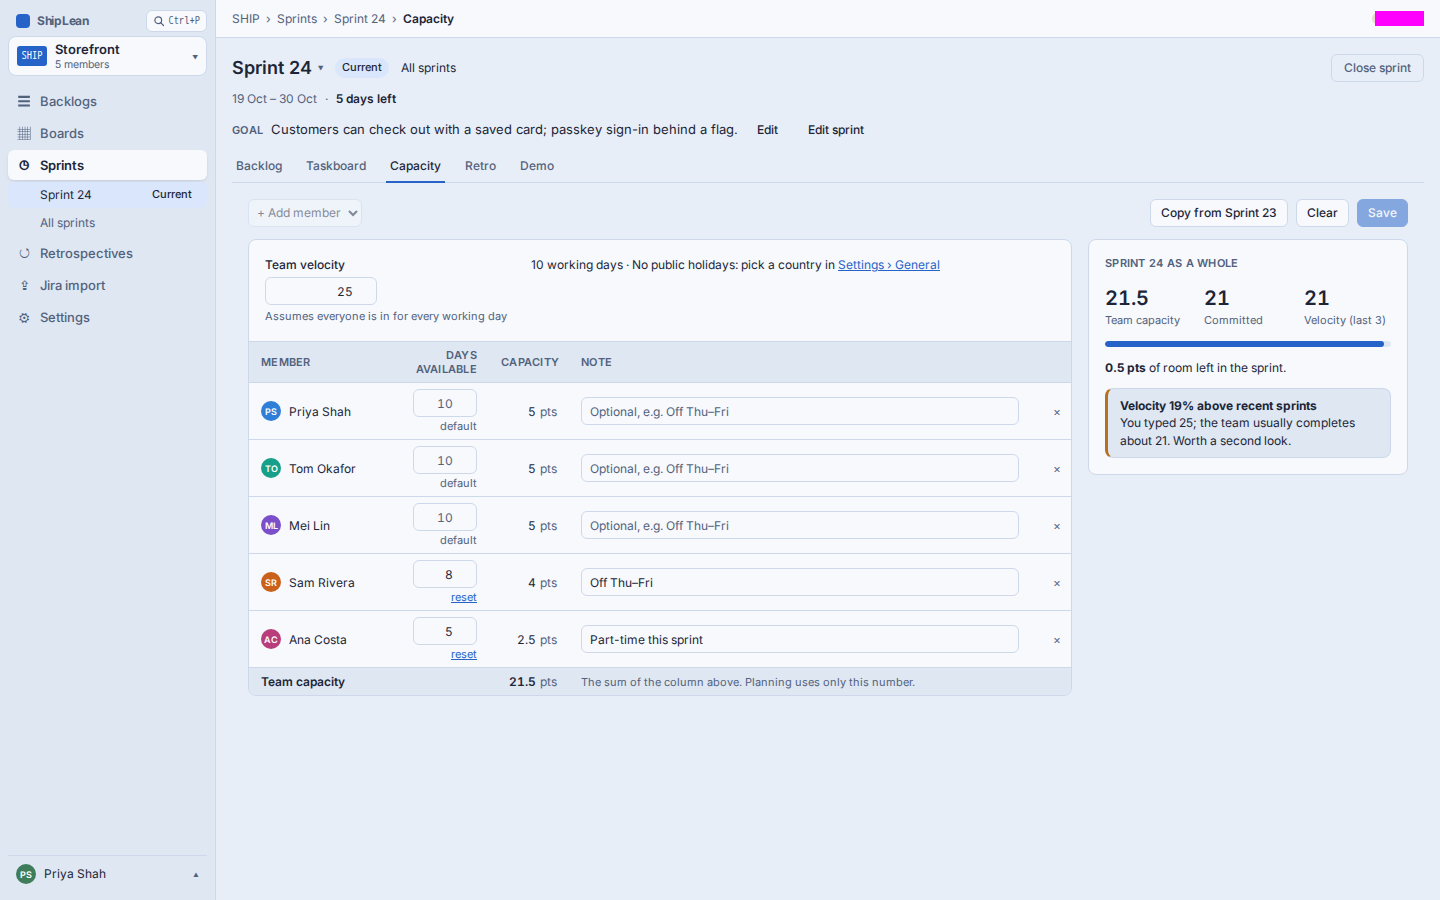 ShipLean
Ctrl+P
SHIP
Storefront
5 members
Backlogs
Boards
Sprints
Sprint 24
Current
All sprints
Retrospectives
Jira import
Settings
PS
Priya Shah
SHIP › Sprints › Sprint 24 › Capacity
Sprint 24
Current
All sprints
Close sprint
19 Oct – 30 Oct · 5 days left
GOAL Customers can check out with a saved card; passkey sign-in behind a flag. Edit Edit sprint
Backlog Taskboard Capacity Retro Demo
+ Add member
Copy from Sprint 23
Clear
Save
Team velocity
25
Assumes everyone is in for every working day
10 working days · No public holidays: pick a country in Settings › General
MEMBER
DAYS
AVAILABLE
CAPACITY
NOTE
PS Priya Shah 10 5 pts Optional, e.g. Off Thu–Fri ×
default
TO Tom Okafor 10 5 pts Optional, e.g. Off Thu–Fri ×
default
ML Mei Lin 10 5 pts Optional, e.g. Off Thu–Fri ×
default
SR Sam Rivera 8 4 pts Off Thu–Fri ×
reset
AC Ana Costa 5 2.5 pts Part-time this sprint ×
reset
Team capacity 21.5 pts The sum of the column above. Planning uses only this number.
SPRINT 24 AS A WHOLE
21.5 21 21
Team capacity Committed Velocity (last 3)
0.5 pts of room left in the sprint.
Velocity 19% above recent sprints
You typed 25; the team usually completes
about 21. Worth a second look.